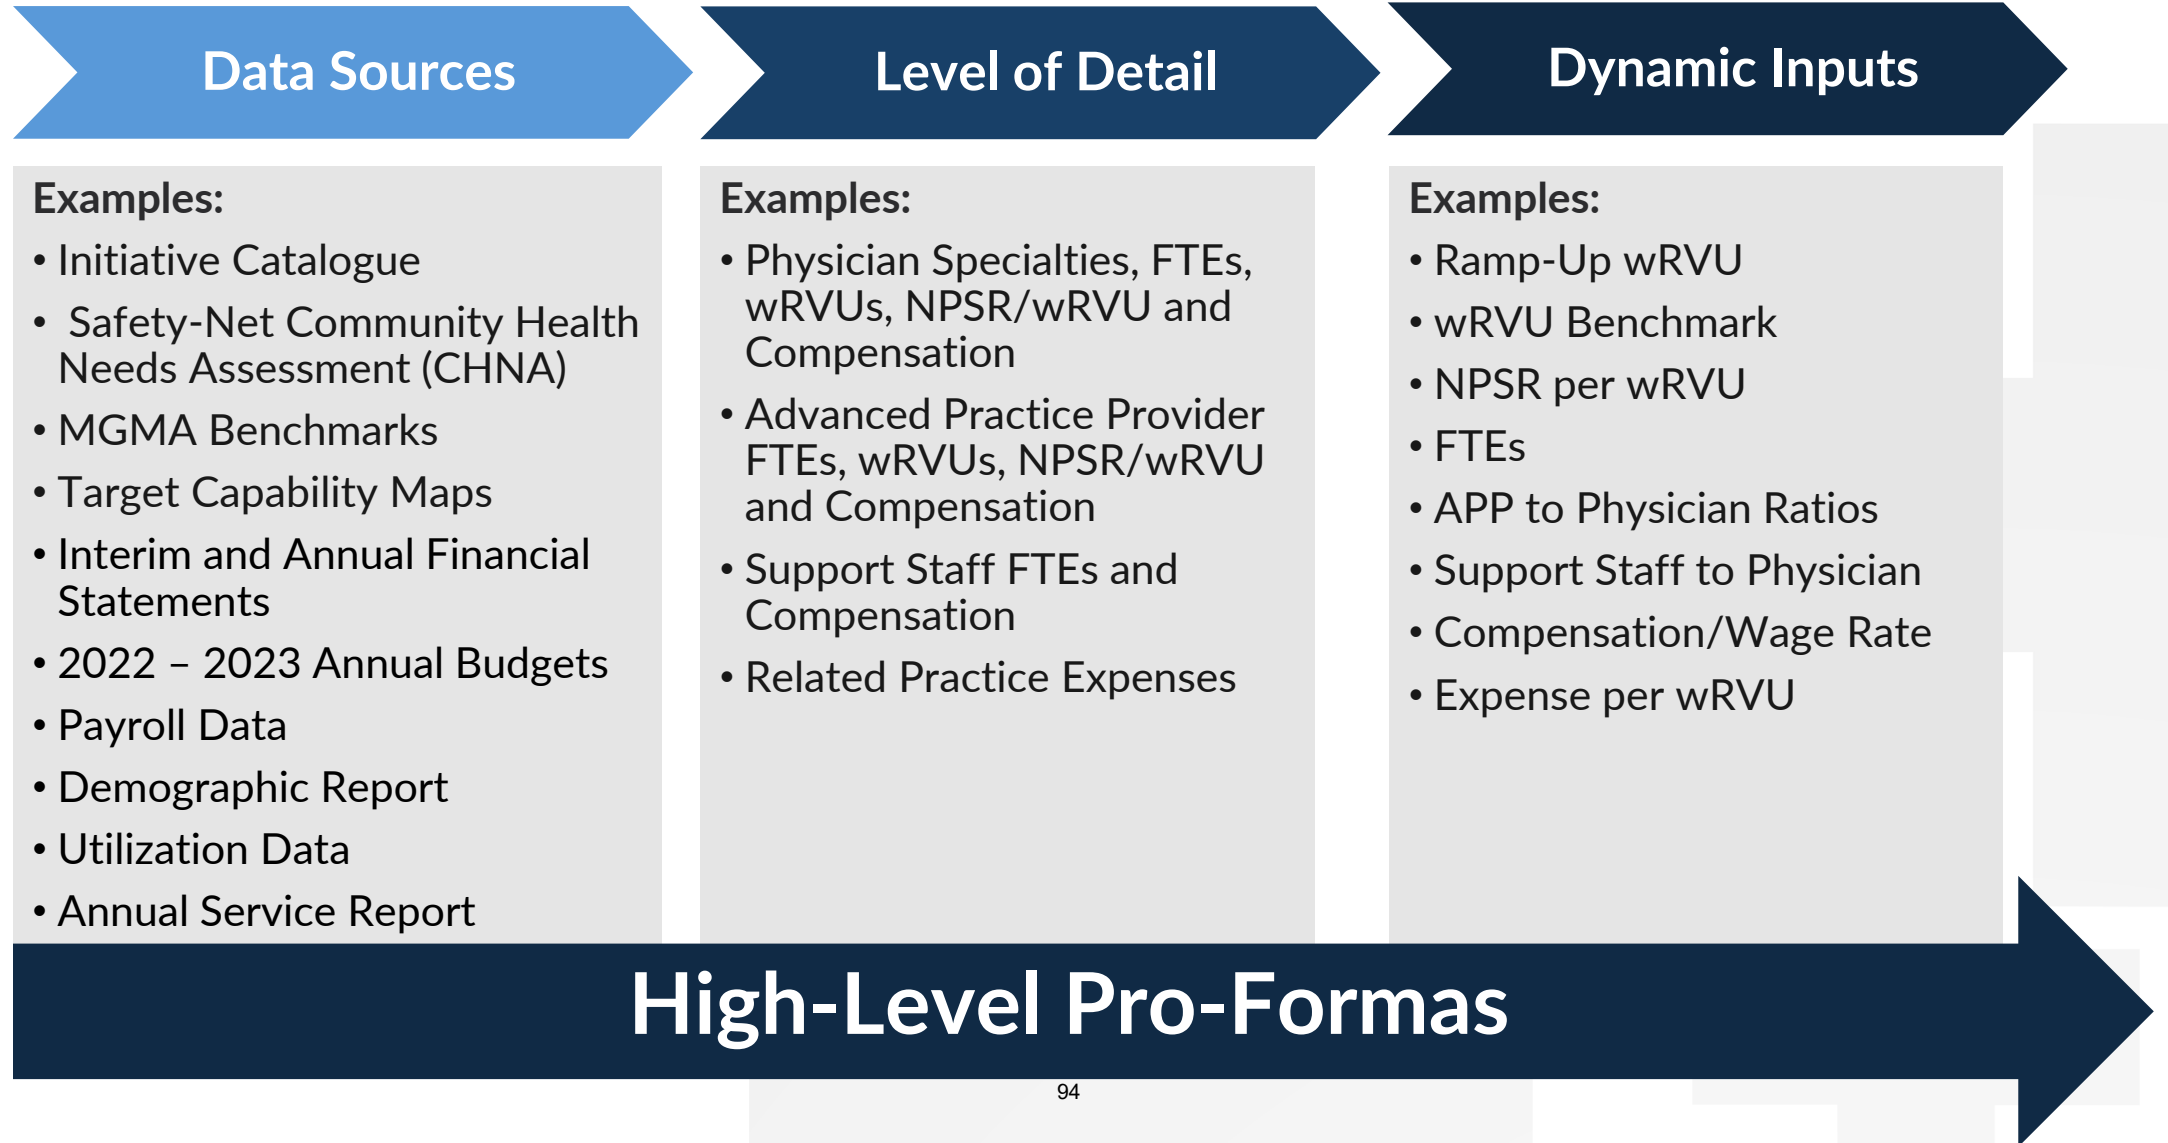 Data Sources
Level of Detail
Dynamic Inputs
Examples:
• Initiative Catalogue
• Safety-Net Community Health
Needs Assessment (CHNA)
• MGMA Benchmarks
• Target Capability Maps
• Interim and Annual Financial
Statements
• 2022 – 2023 Annual Budgets
• Payroll Data
• Demographic Report
• Utilization Data
• Annual Service Report
Examples:
• Physician Specialties, FTEs,
wRVUs, NPSR/wRVU and
Compensation
• Advanced Practice Provider
FTEs, wRVUs, NPSR/wRVU
and Compensation
• Support Staff FTEs and
Compensation
• Related Practice Expenses
Examples:
• Ramp-Up wRVU
• wRVU Benchmark
• NPSR per wRVU
• FTEs
• APP to Physician Ratios
• Support Staff to Physician
• Compensation/Wage Rate
• Expense per wRVU
High-Level Pro-Formas
94